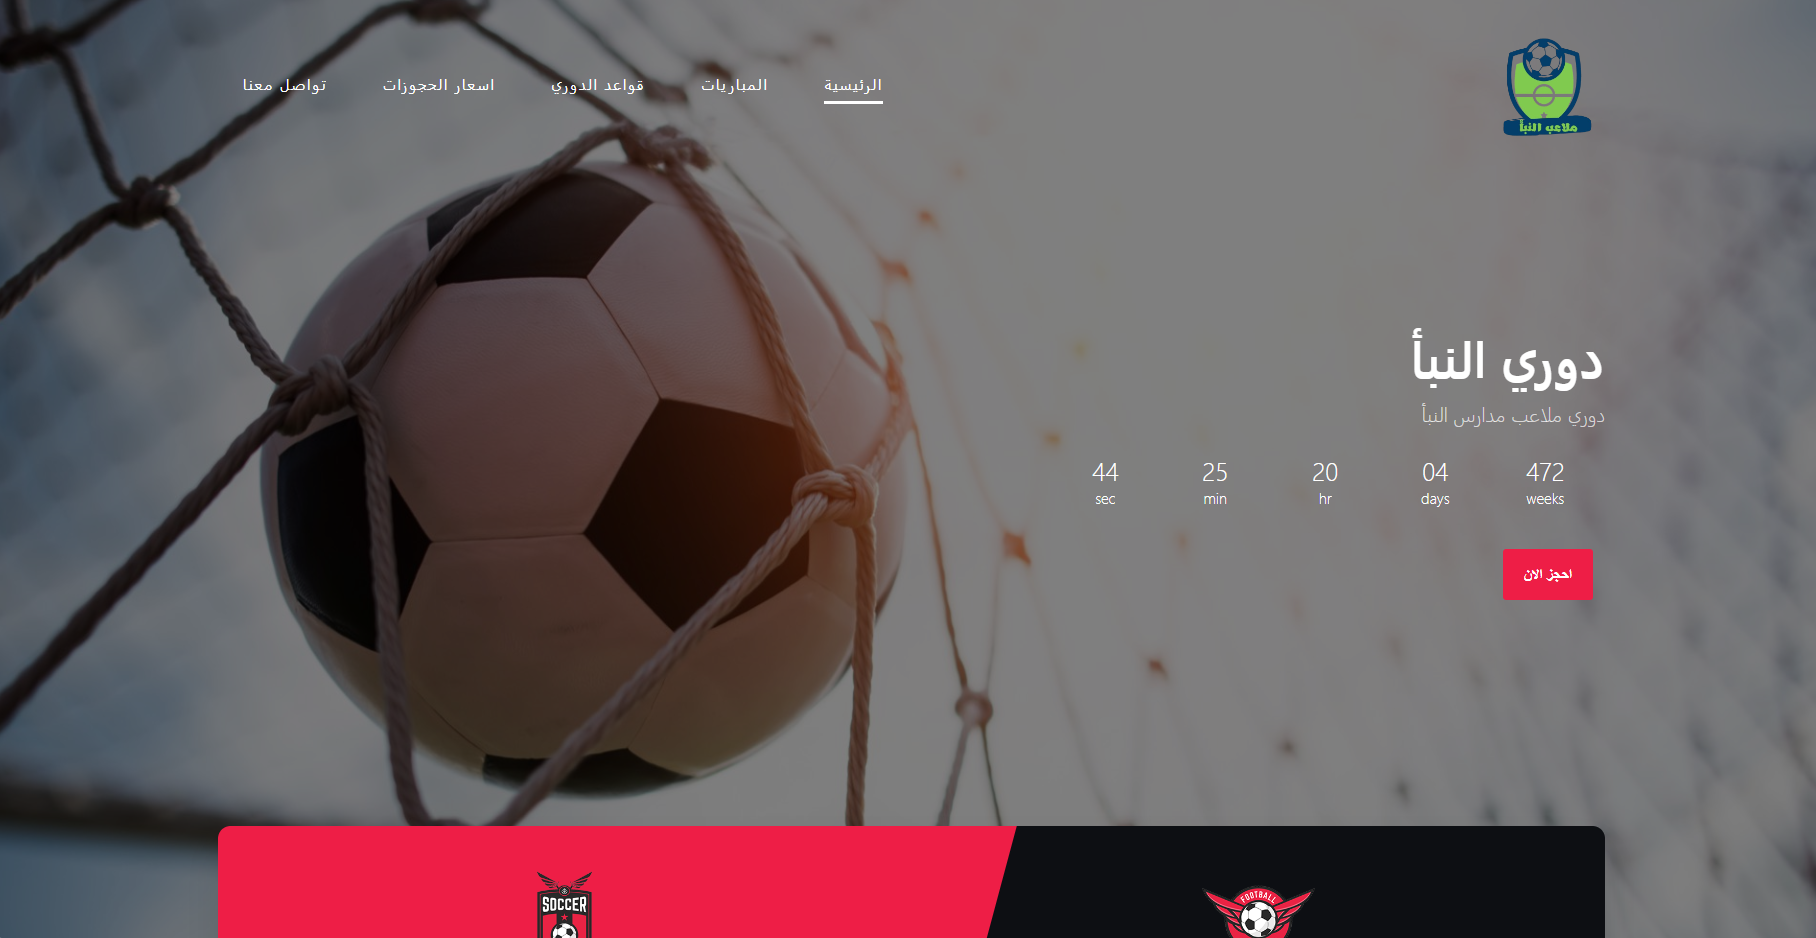 ملاعب النبأ
الرئيسية
المباريات
قواعد الدوري
اسعار الحجوزات
تواصل معنا
دوري النبأ
دوري ملاعب مدارس النبأ
472 04 20 25 44
weeks days hr min sec
احجز الان
FOOTBALL
SOCCER